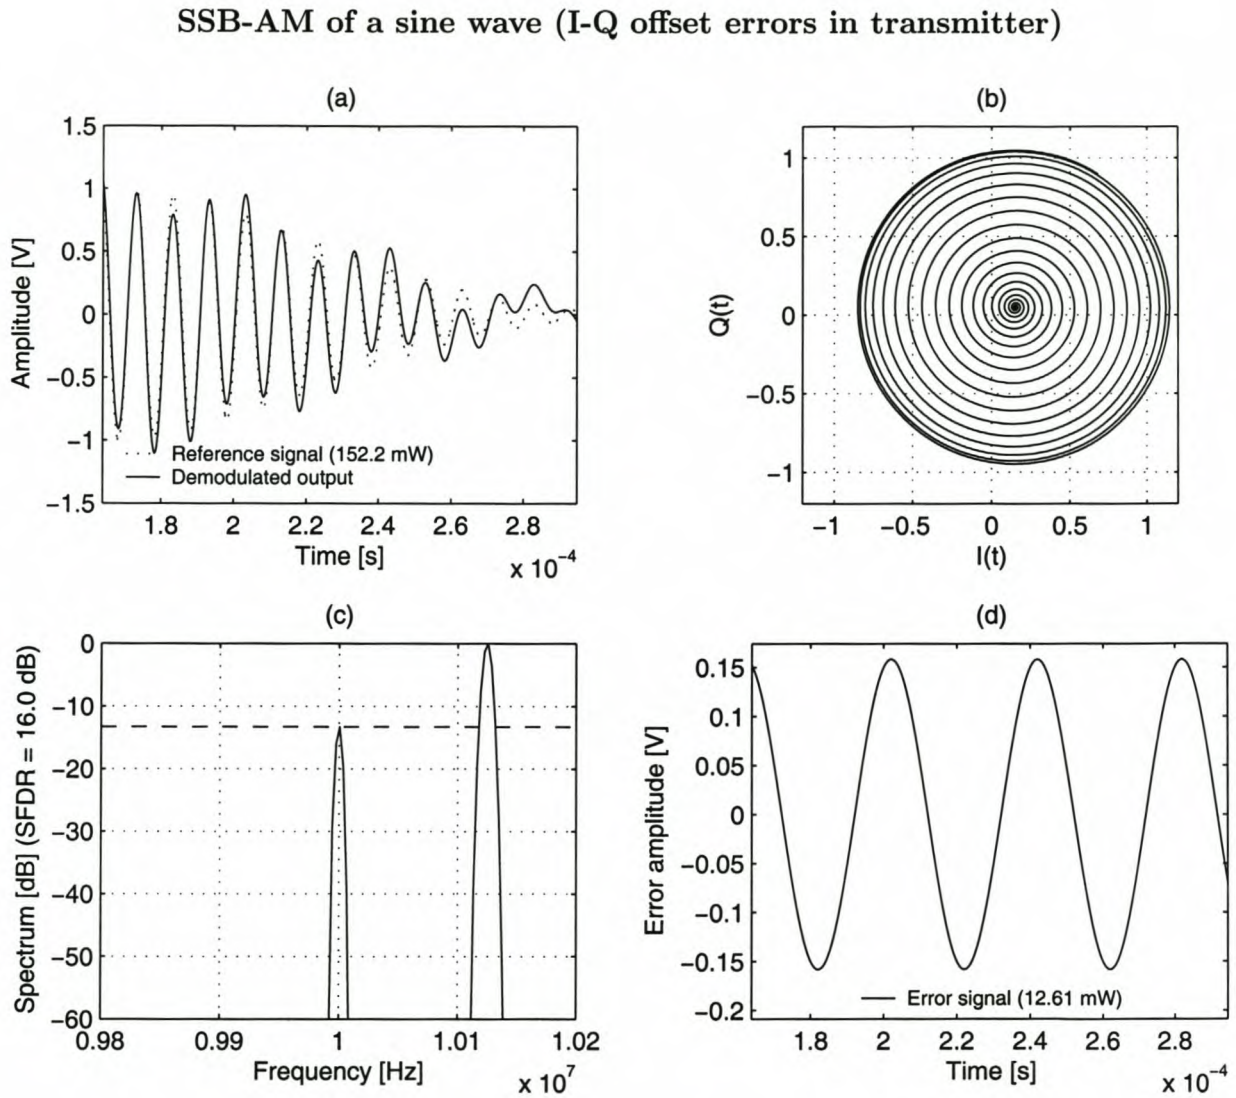 SSB-AM of a sine wave (I-Q offset errors in transmitter)
(a)
1.5
1
0.5
0
−0.5
−1
−1.5
Amplitude [V]
Reference signal (152.2 mW)
Demodulated output
1.8 2 2.2 2.4 2.6 2.8
Time [s]
x 10−4
(b)
1
0.5
0
−0.5
−1
Q(t)
−1 −0.5 0 0.5 1
I(t)
(c)
0
−10
−20
−30
−40
−50
−60
Spectrum [dB] (SFDR = 16.0 dB)
0.98 0.99 1 1.01 1.02
Frequency [Hz]
x 107
(d)
0.15
0.1
0.05
0
−0.05
−0.1
−0.15
−0.2
Error amplitude [V]
Error signal (12.61 mW)
1.8 2 2.2 2.4 2.6 2.8
Time [s]
x 10−4